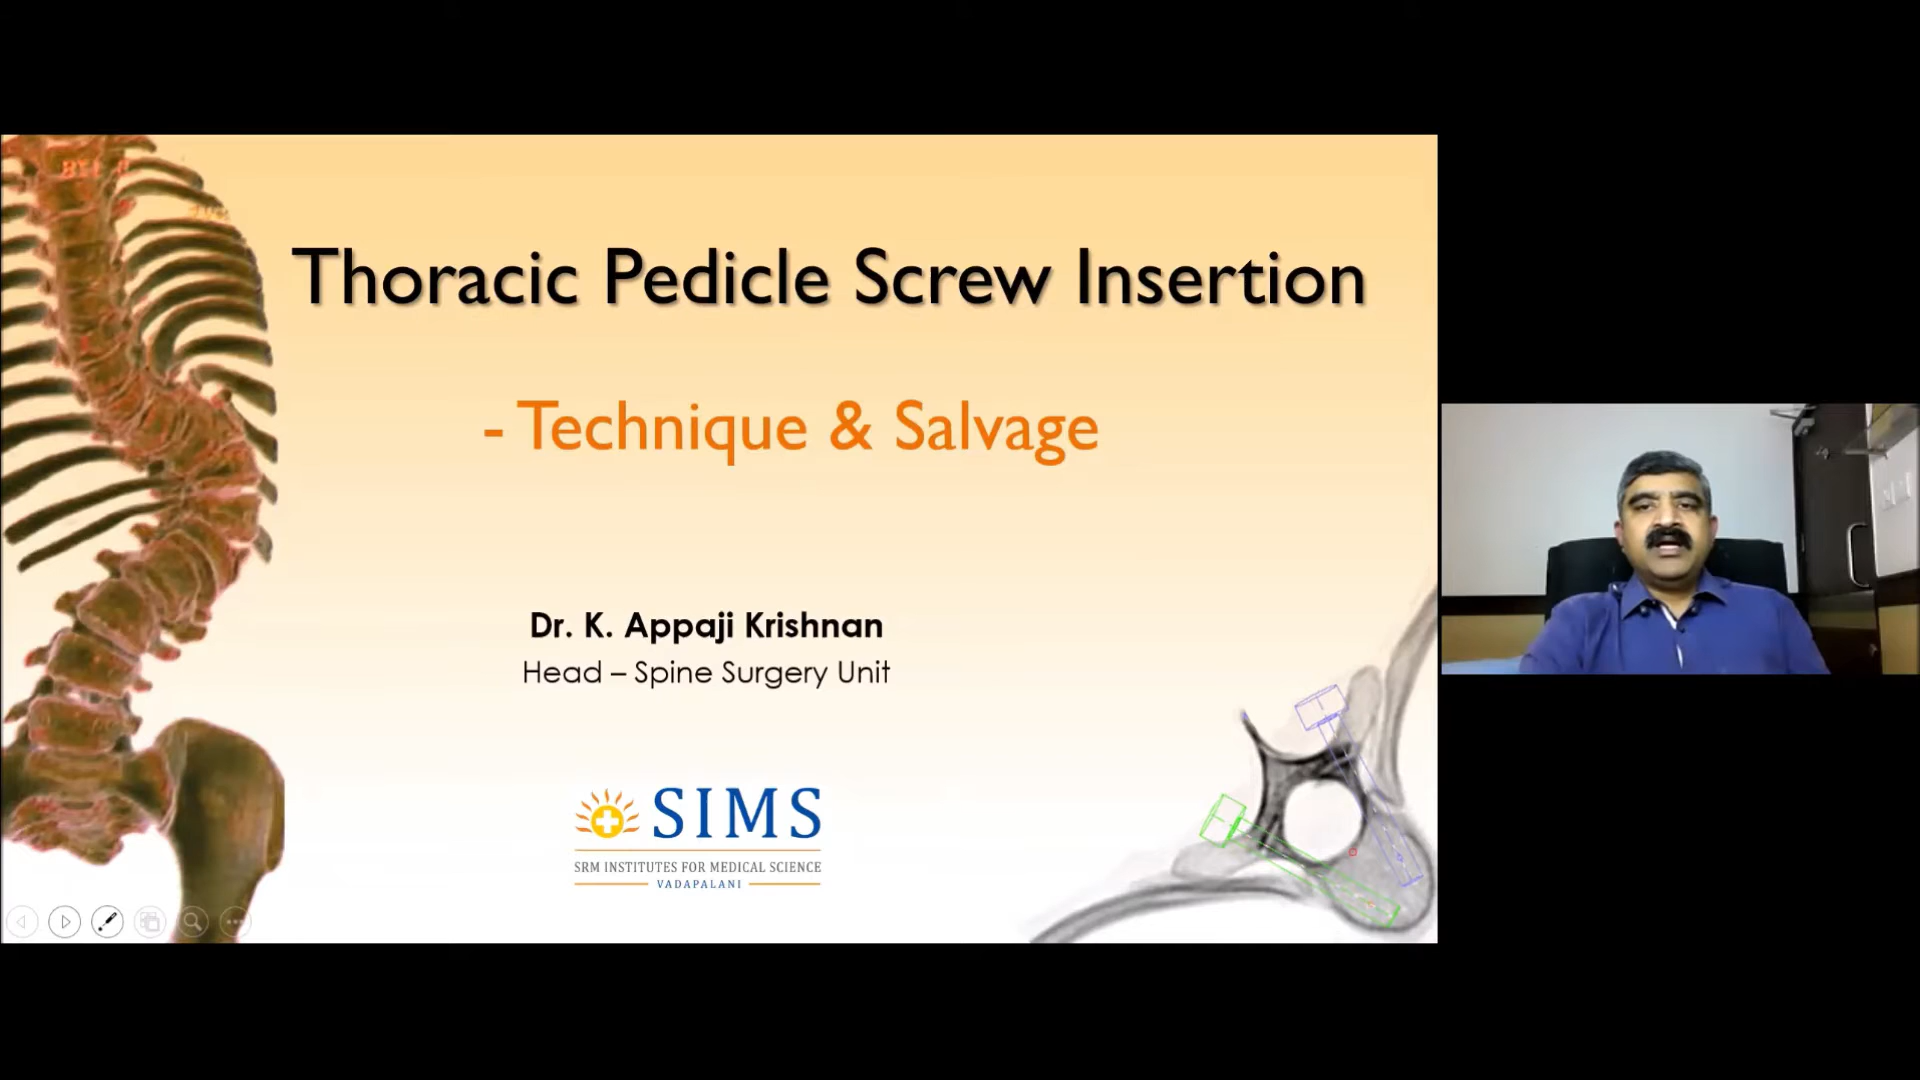 Thoracic Pedicle Screw Insertion
- Technique & Salvage
Dr. K. Appaji Krishnan
Head – Spine Surgery Unit
SIMS
SRM INSTITUTES FOR MEDICAL SCIENCE
VADAPALANI